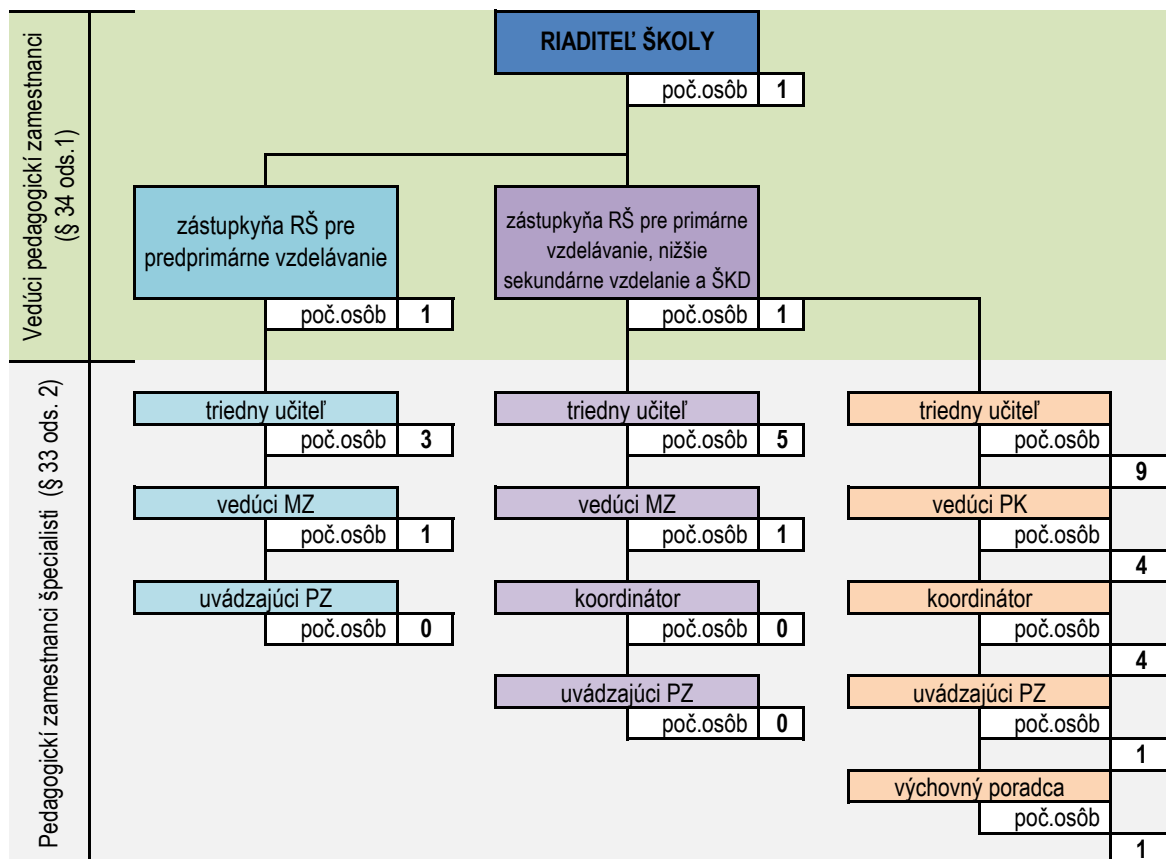 Vedúci pedagogickí zamestnanci
(§ 34 ods.1)
RIADITEĽ ŠKOLY
poč.osôb 1
zástupkyňa RŠ pre
predprimárne vzdelávanie
poč.osôb 1
zástupkyňa RŠ pre primárne
vzdelávanie, nižšie
sekundárne vzdelanie a ŠKD
poč.osôb 1
Pedagogickí zamestnanci špecialisti (§ 33 ods. 2)
triedny učiteľ
poč.osôb 3
vedúci MZ
poč.osôb 1
uvádzajúci PZ
poč.osôb 0
triedny učiteľ
poč.osôb 5
vedúci MZ
poč.osôb 1
koordinátor
poč.osôb 0
uvádzajúci PZ
poč.osôb 0
triedny učiteľ
poč.osôb
9
vedúci PK
poč.osôb
4
koordinátor
poč.osôb
4
uvádzajúci PZ
poč.osôb
1
výchovný poradca
poč.osôb
1